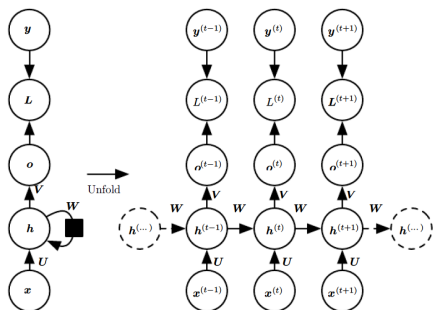 y y^(t-1) y^(t) y^(t+1)
L L^(t-1) L^(t) L^(t+1)
o o^(t-1) o^(t) o^(t+1)
V W Unfold V V V
W W W W
h h^(...) h^(t-1) h^(t) h^(t+1) h^(...)
U U U U
x x^(t-1) x^(t) x^(t+1)